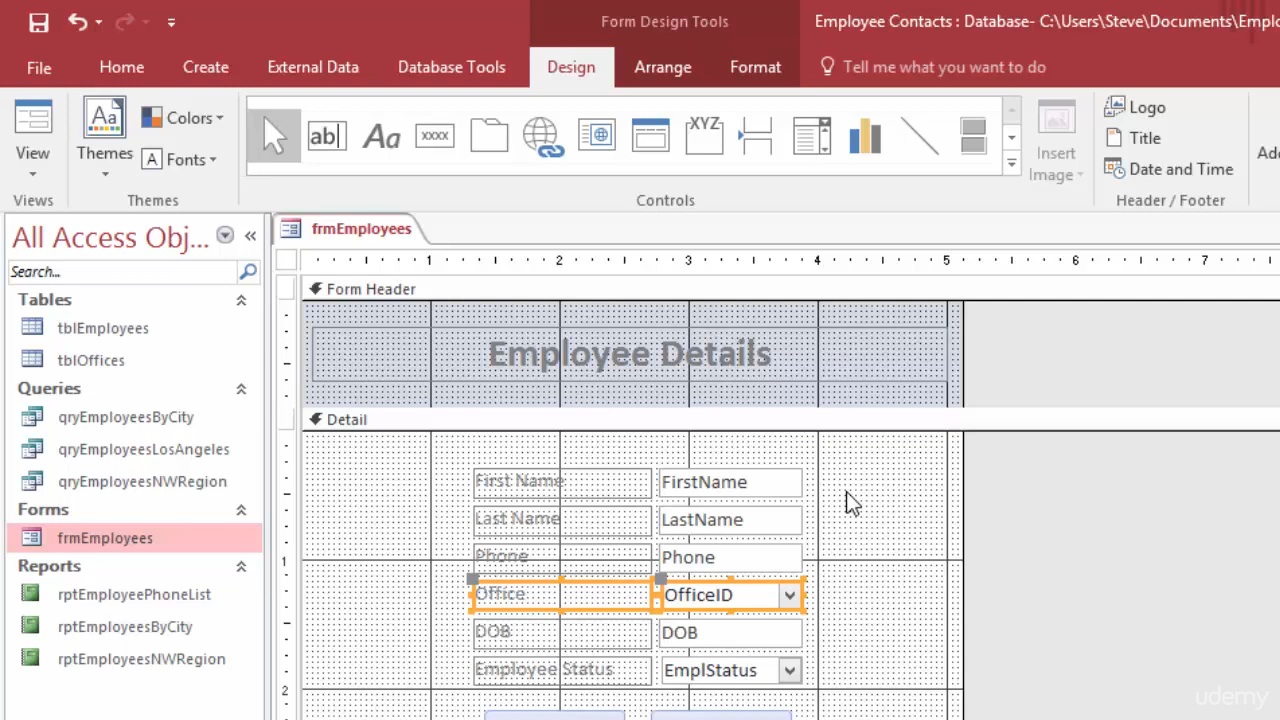 Form Design Tools
Employee Contacts : Database- C:\Users\Steve\Documents\Emplo
File Home Create External Data Database Tools Design Arrange Format Tell me what you want to do
View
Views
Aa
Themes
Colors
A Fonts
Themes
ab|
Aa
xxxx
XYZ
Controls
Insert
Image
Logo
Title
Date and Time
Header / Footer
Add
All Access Obj...
Search...
Tables
tblEmployees
tblOffices
Queries
qryEmployeesByCity
qryEmployeesLosAngeles
qryEmployeesNWRegion
Forms
frmEmployees
Reports
rptEmployeePhoneList
rptEmployeesByCity
rptEmployeesNWRegion
frmEmployees
1 2 3 4 5 6 7
Form Header
Employee Details
Detail
First Name FirstName
Last Name LastName
Phone Phone
1
Office OfficeID
DOB DOB
Employee Status EmplStatus
2
udemy